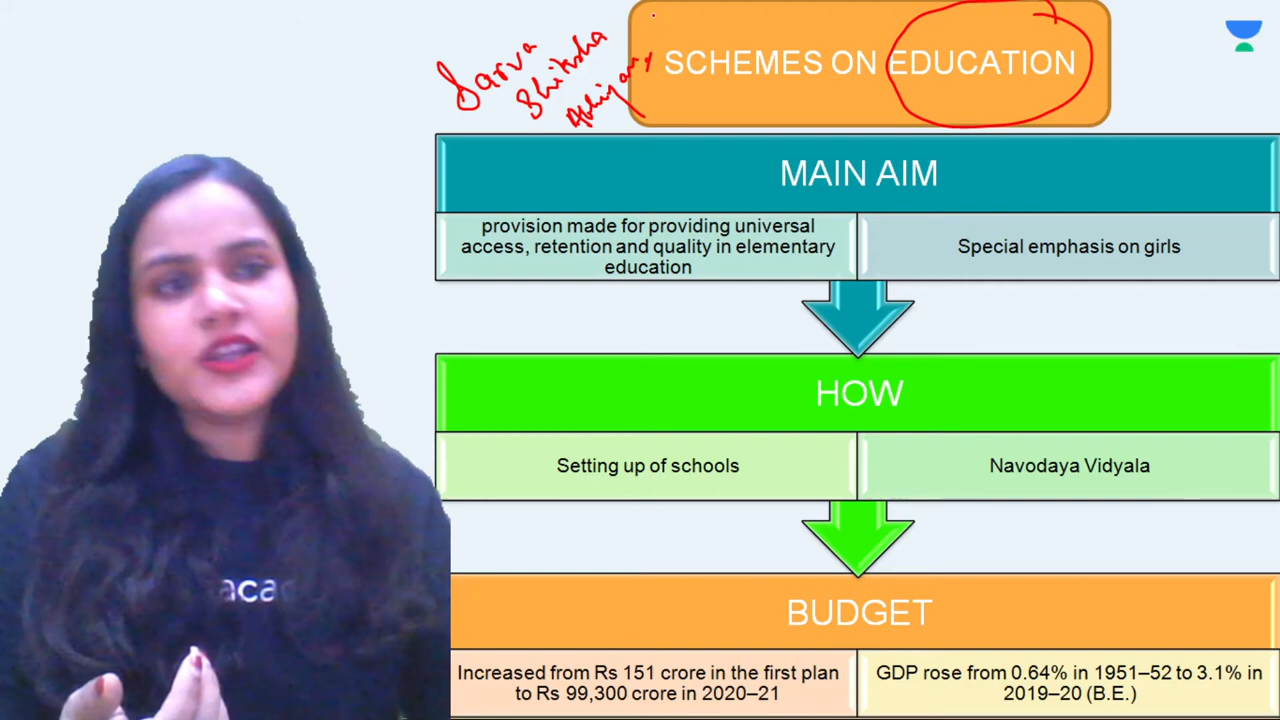 Sarva
Shiksha
Abhiyan
SCHEMES ON EDUCATION
MAIN AIM
provision made for providing universal
access, retention and quality in elementary
education
Special emphasis on girls
HOW
Setting up of schools
Navodaya Vidyala
BUDGET
Increased from Rs 151 crore in the first plan
to Rs 99,300 crore in 2020–21
GDP rose from 0.64% in 1951–52 to 3.1% in
2019–20 (B.E.)
acad